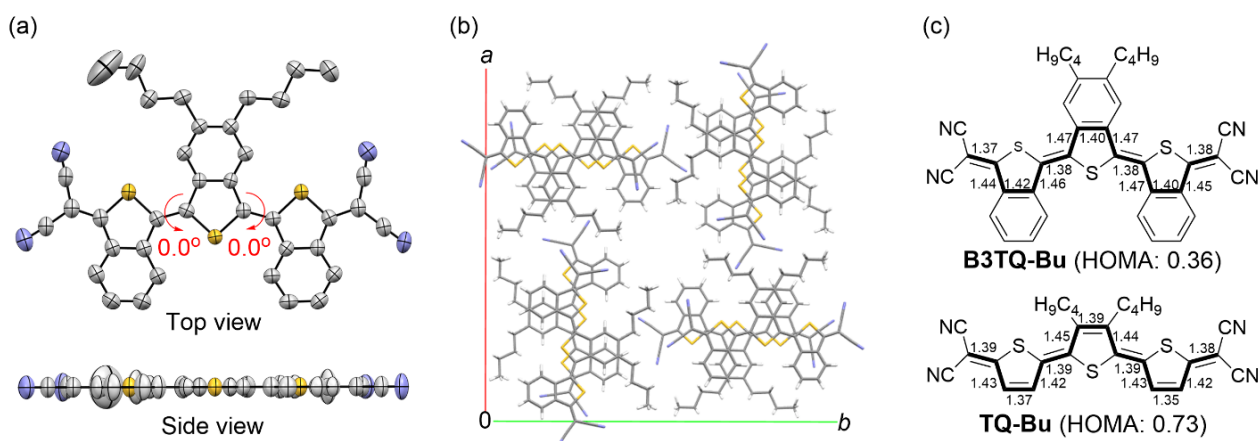 (a)
0.0º 0.0º
Top view
Side view
(b)
a
0
b
(c)
H₉C₄ C₄H₉
CN CN
NC CN
S S S
1.37 1.47 1.40 1.47 1.38
1.44 1.42 1.46 1.38 1.38 1.47 1.40 1.45
B3TQ-Bu (HOMA: 0.36)
H₉C₄ C₄H₉
CN CN
NC CN
S S S
1.39 1.45 1.39 1.44 1.38
1.43 1.42 1.39 1.39 1.43 1.42
1.37 1.35
TQ-Bu (HOMA: 0.73)